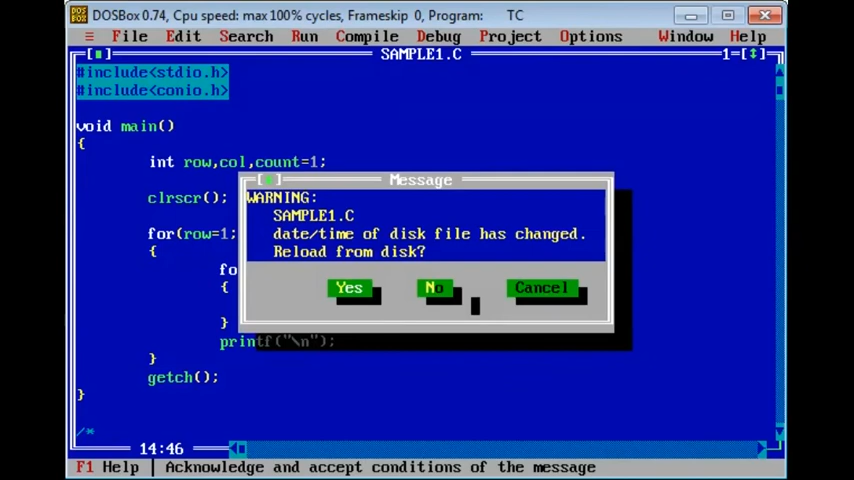 DOSBox 0.74, Cpu speed: max 100% cycles, Frameskip 0, Program: TC
≡ File Edit Search Run Compile Debug Project Options Window Help
[■] SAMPLE1.C 1=[↕]
#include<stdio.h>
#include<conio.h>
void main()
{
int row,col,count=1;
clrscr();
for(row=1;
{
fo
{
}
printf("\n");
}
getch();
}
/*
[■] Message
WARNING:
SAMPLE1.C
date/time of disk file has changed.
Reload from disk?
Yes No Cancel
14:46
F1 Help | Acknowledge and accept conditions of the message